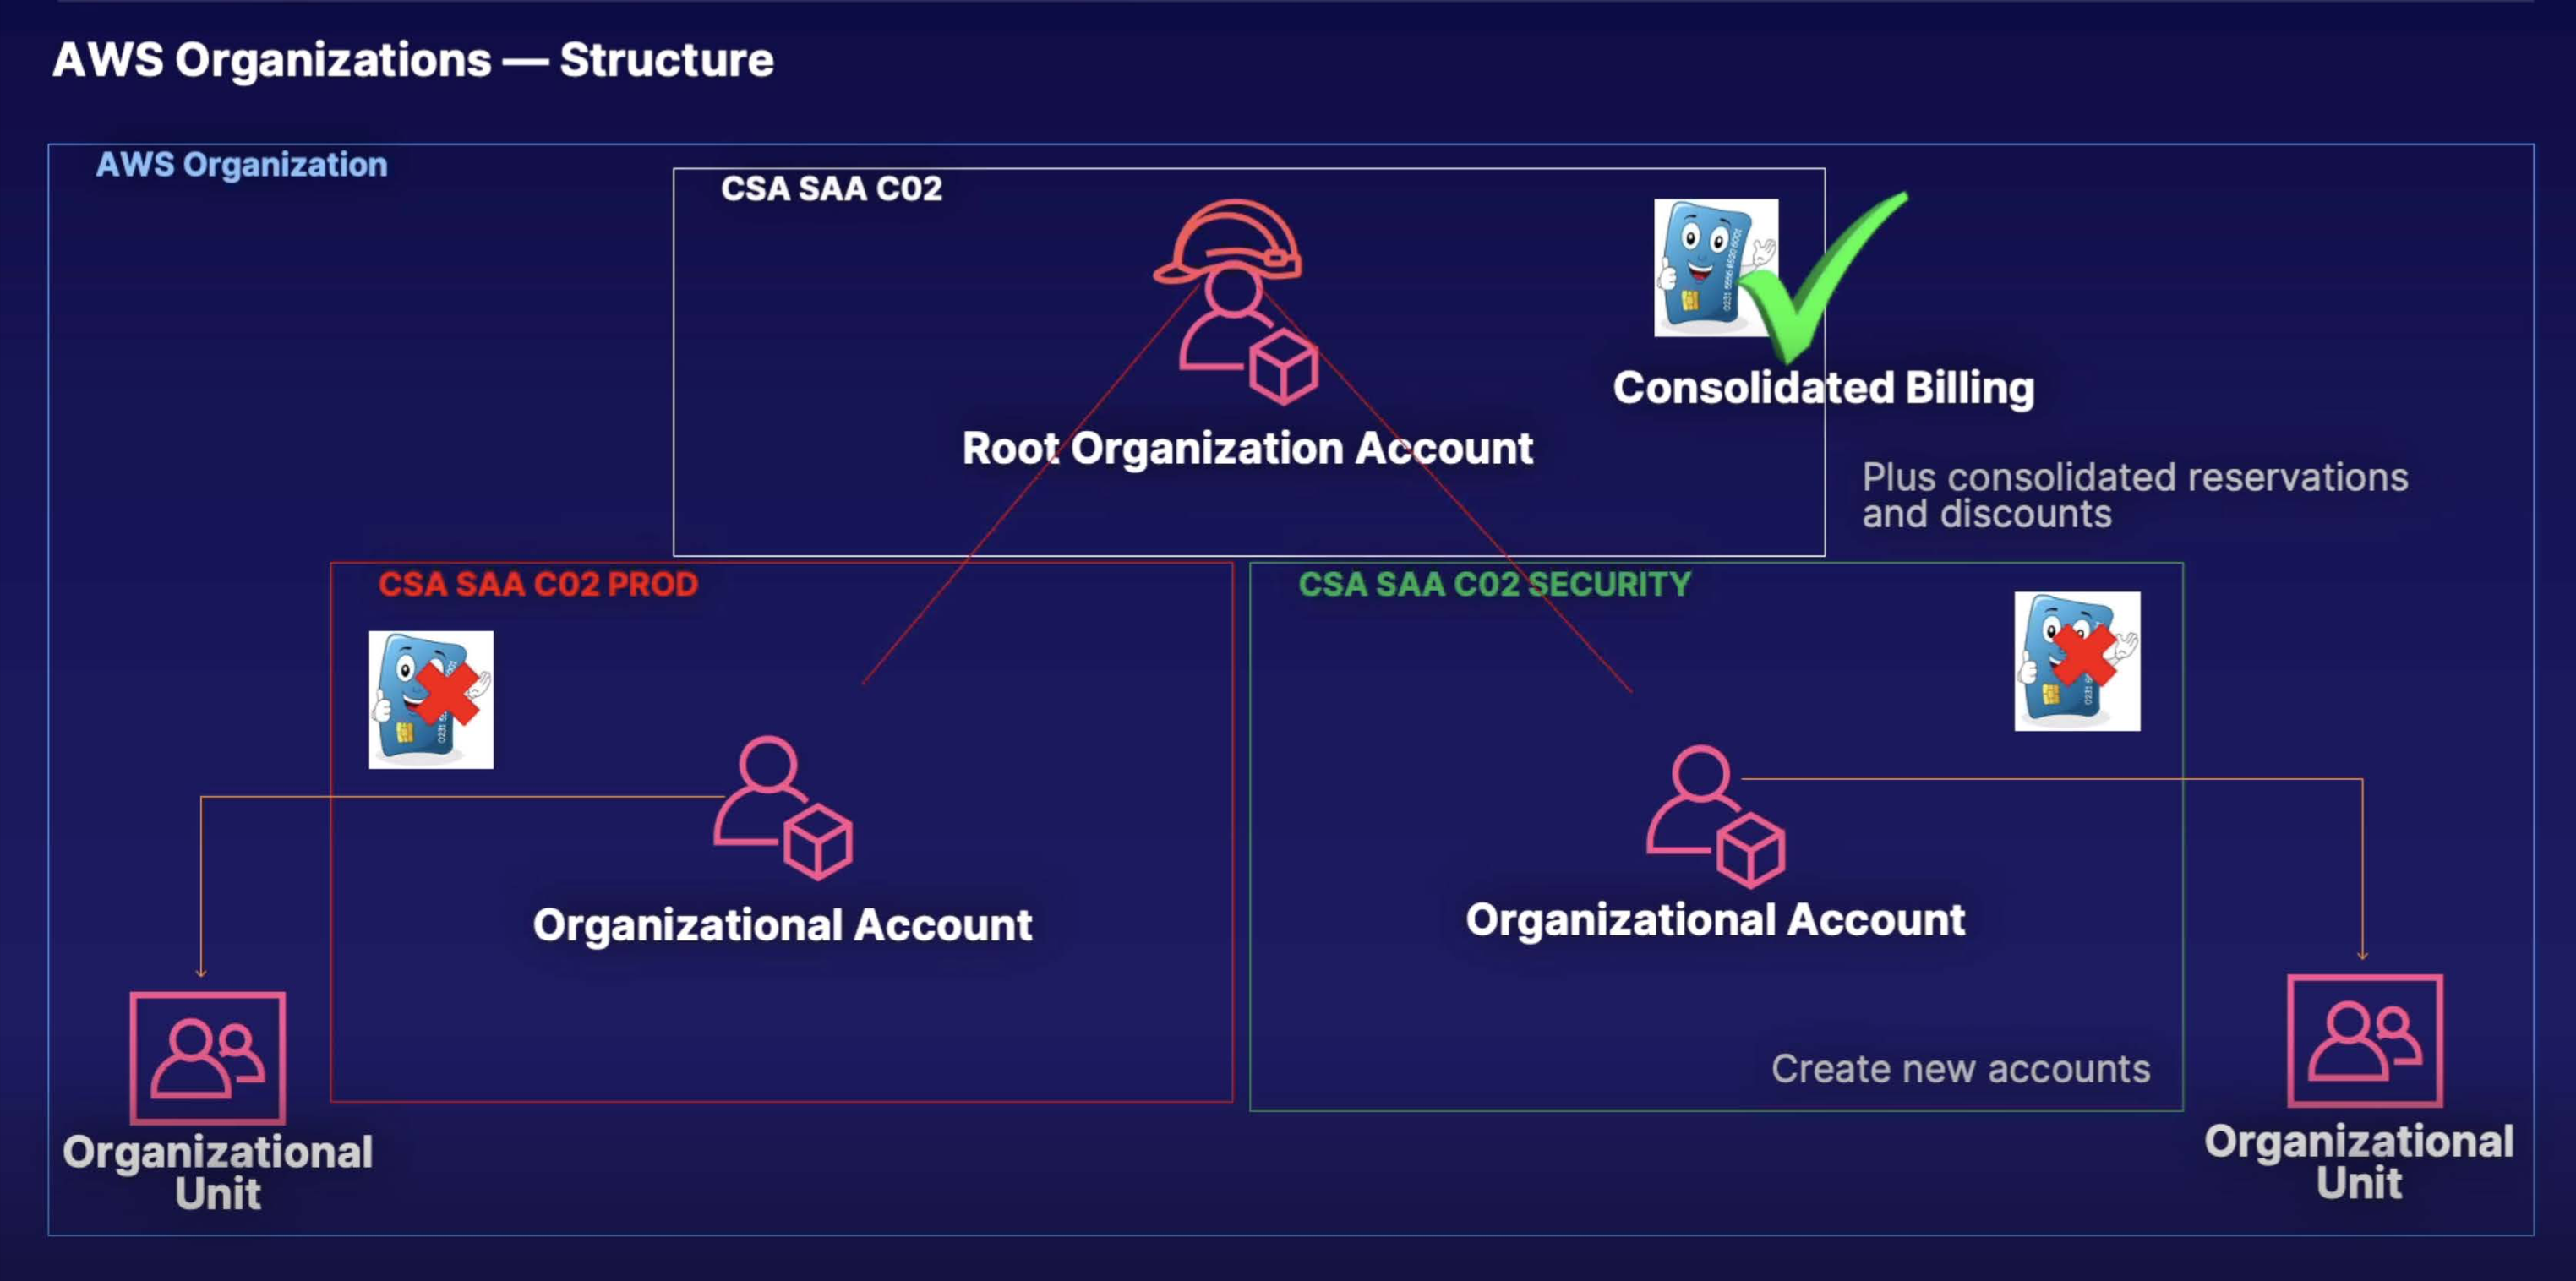 AWS Organizations — Structure
AWS Organization
CSA SAA C02
Consolidated Billing
Root Organization Account
Plus consolidated reservations
and discounts
CSA SAA C02 PROD
CSA SAA C02 SECURITY
Organizational Account
Organizational Account
Create new accounts
Organizational
Unit
Organizational
Unit